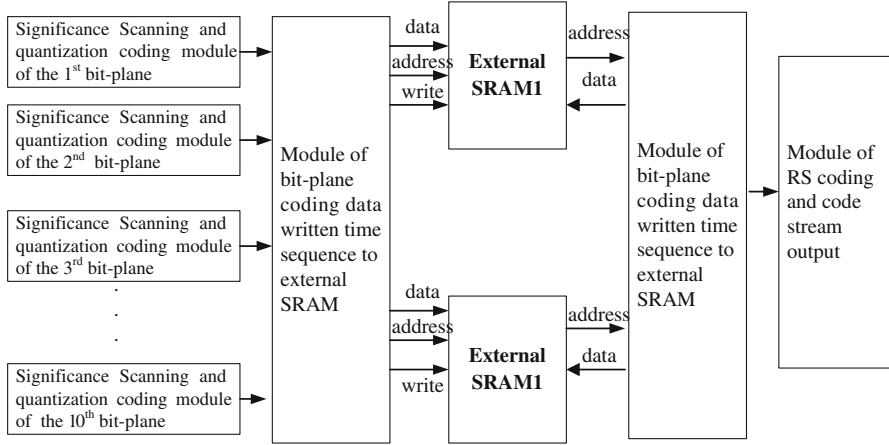 Significance Scanning and
quantization coding module
of the 1st bit-plane
Significance Scanning and
quantization coding module
of the 2nd bit-plane
Significance Scanning and
quantization coding module
of the 3rd bit-plane
.
.
.
Significance Scanning and
quantization coding module
of the 10th bit-plane
Module of
bit-plane
coding data
written time
sequence to
external
SRAM
data
address
write
External
SRAM1
address
data
data
address
write
External
SRAM1
address
data
Module of
bit-plane
coding data
written time
sequence to
external
SRAM
Module of
RS coding
and code
stream
output